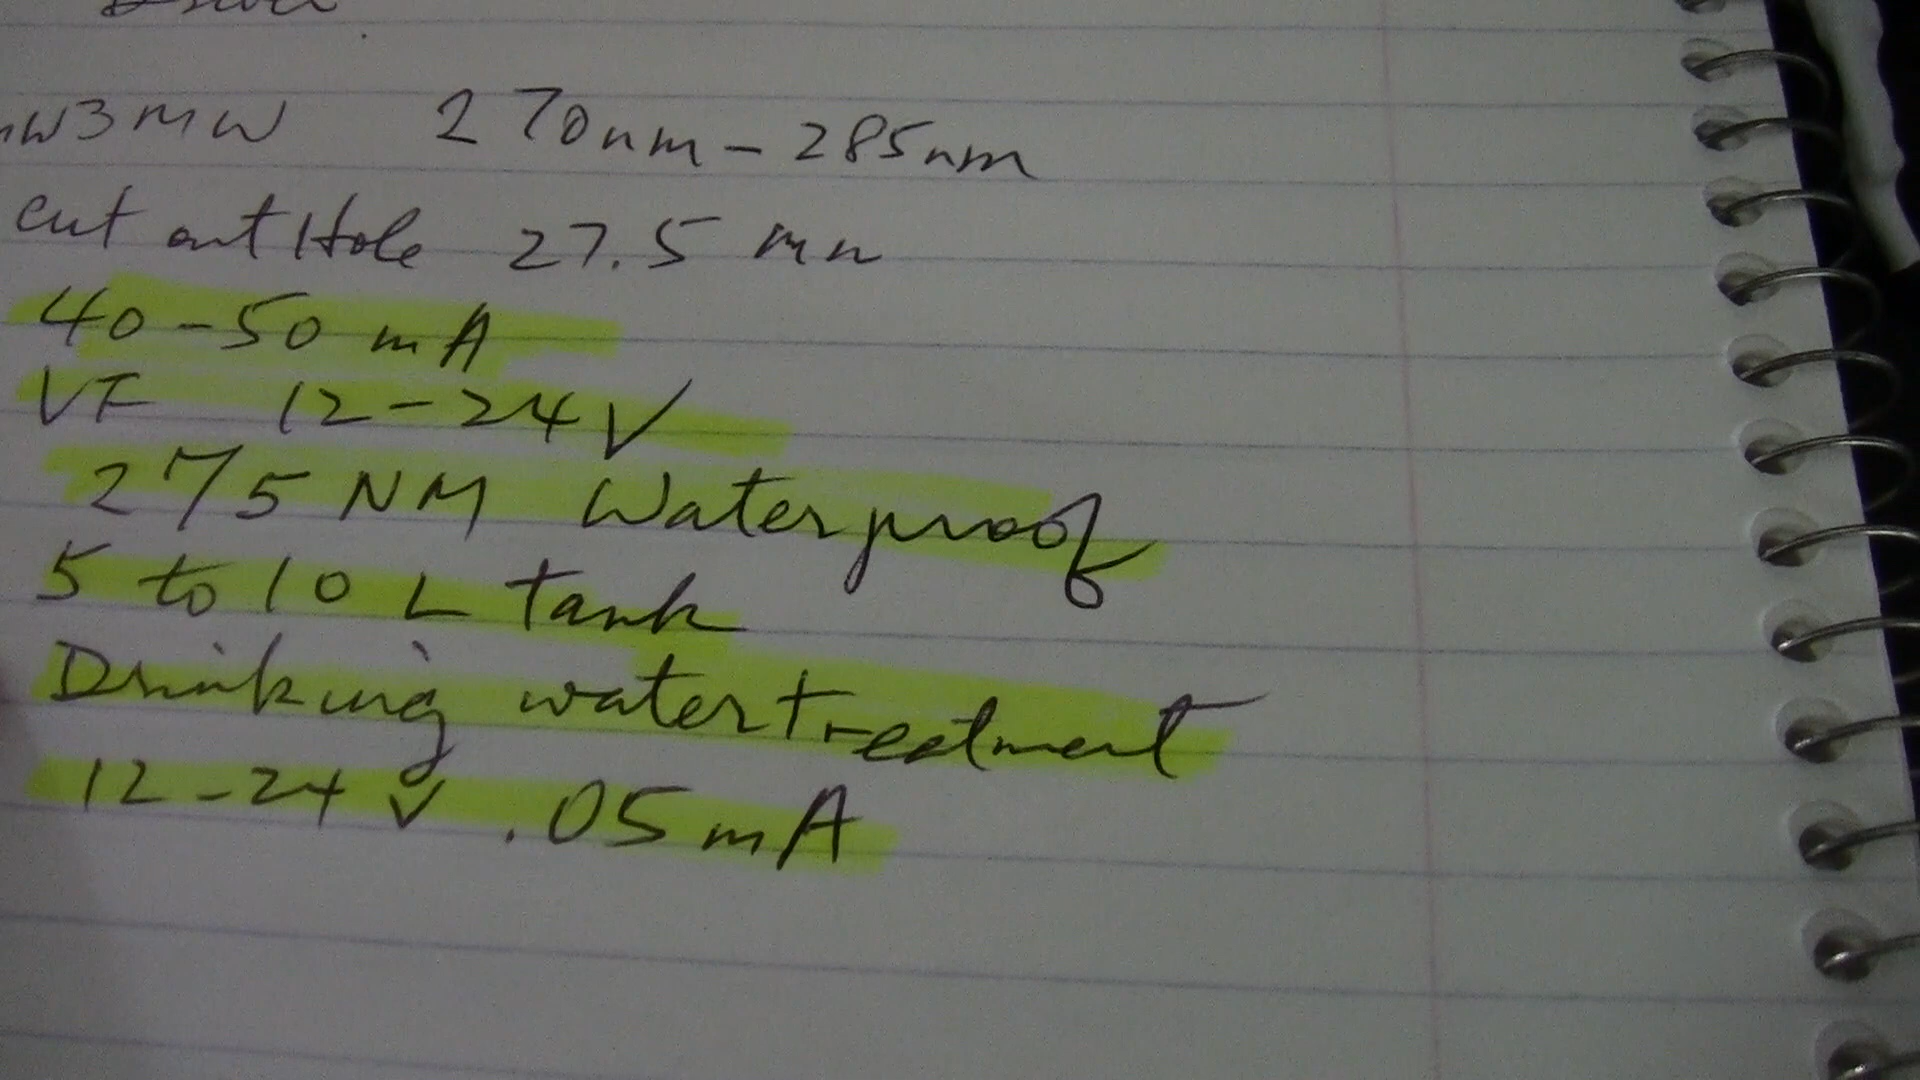 W3MW 270nm-285nm
cut out Hole 27.5 mm
40-50 mA
VF 12-24V
275 NM Waterproof
5 to 10 L tank
Drinking water treatment
12-24 V .05mA